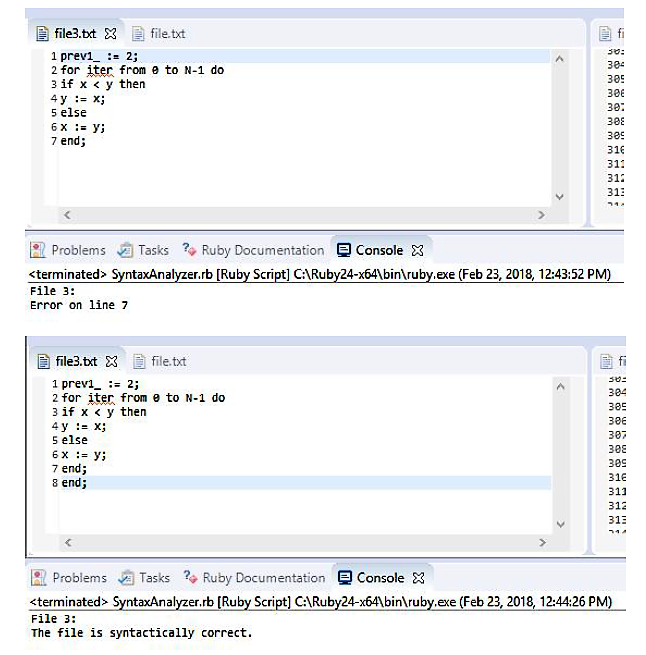 file3.txt file.txt fi
1 prev1_ := 2;
2 for iter from 0 to N-1 do
3 if x < y then
4 y := x;
5 else
6 x := y;
7 end;
303
304
305
306
307
308
309
310
311
312
313
Problems Tasks Ruby Documentation Console
<terminated> SyntaxAnalyzer.rb [Ruby Script] C:\Ruby24-x64\bin\ruby.exe (Feb 23, 2018, 12:43:52 PM)
File 3:
Error on line 7
file3.txt file.txt fi
1 prev1_ := 2;
2 for iter from 0 to N-1 do
3 if x < y then
4 y := x;
5 else
6 x := y;
7 end;
8 end;
303
304
305
306
307
308
309
310
311
312
313
Problems Tasks Ruby Documentation Console
<terminated> SyntaxAnalyzer.rb [Ruby Script] C:\Ruby24-x64\bin\ruby.exe (Feb 23, 2018, 12:44:26 PM)
File 3:
The file is syntactically correct.